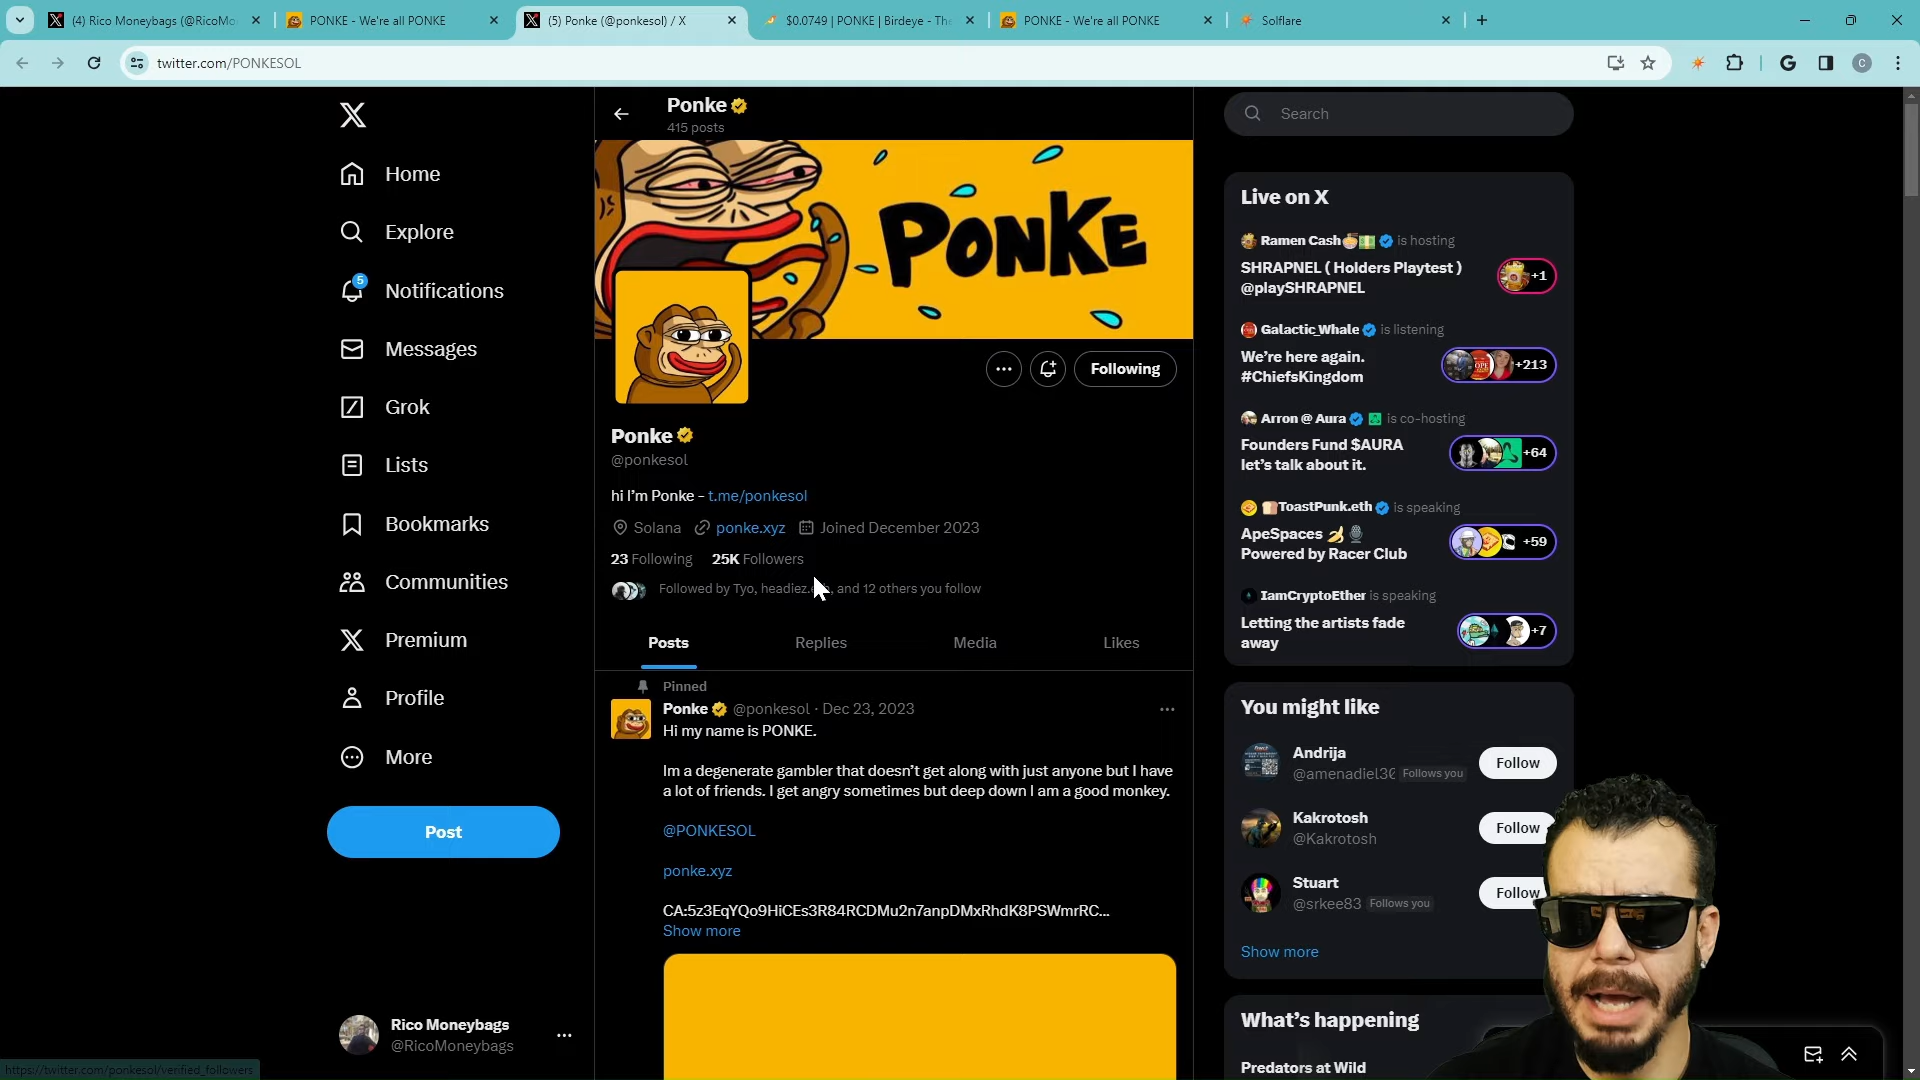 (4) Rico Moneybags (@RicoMo
PONKE - We're all PONKE
(5) Ponke (@ponkesol) / X
$0.0749 | PONKE | Birdeye - The
PONKE - We're all PONKE
Solflare
twitter.com/PONKESOL
C
Home
Explore
5
Notifications
Messages
Grok
Lists
Bookmarks
Communities
Premium
Profile
More
Post
Rico Moneybags
@RicoMoneybags
https://twitter.com/ponkesol/verified_followers
Ponke
415 posts
PONKE
Following
Ponke
@ponkesol
hi I'm Ponke - t.me/ponkesol
Solana ponke.xyz Joined December 2023
23 Following 25K Followers
Followed by Tyo, and 12 others you follow
Posts Replies Media Likes
Pinned
Ponke @ponkesol · Dec 23, 2023
Hi my name is PONKE.
Im a degenerate gambler that doesn't get along with just anyone but I have
a lot of friends. I get angry sometimes but deep down I am a good monkey.
@PONKESOL
ponke.xyz
CA:5z3EqYQo9HiCEs3R84RCDMu2n7anpDMxRhdK8PSWmrRC...
Show more
Search
Live on X
Ramen Cash is hosting
SHRAPNEL ( Holders Playtest )
@playSHRAPNEL
+1
Galactic_Whale is listening
We're here again.
#ChiefsKingdom
+213
Arron @ Aura is co-hosting
Founders Fund $AURA
let's talk about it.
+64
ToastPunk.eth is speaking
ApeSpaces
Powered by Racer Club
+59
IamCryptoEther is speaking
Letting the artists fade
away
+7
You might like
Andrija
@amenadiel3 Follows you
Follow
Kakrotosh
@Kakrotosh
Follow
Stuart
@srkee83 Follows you
Follow
Show more
What's happening
Predators at Wild